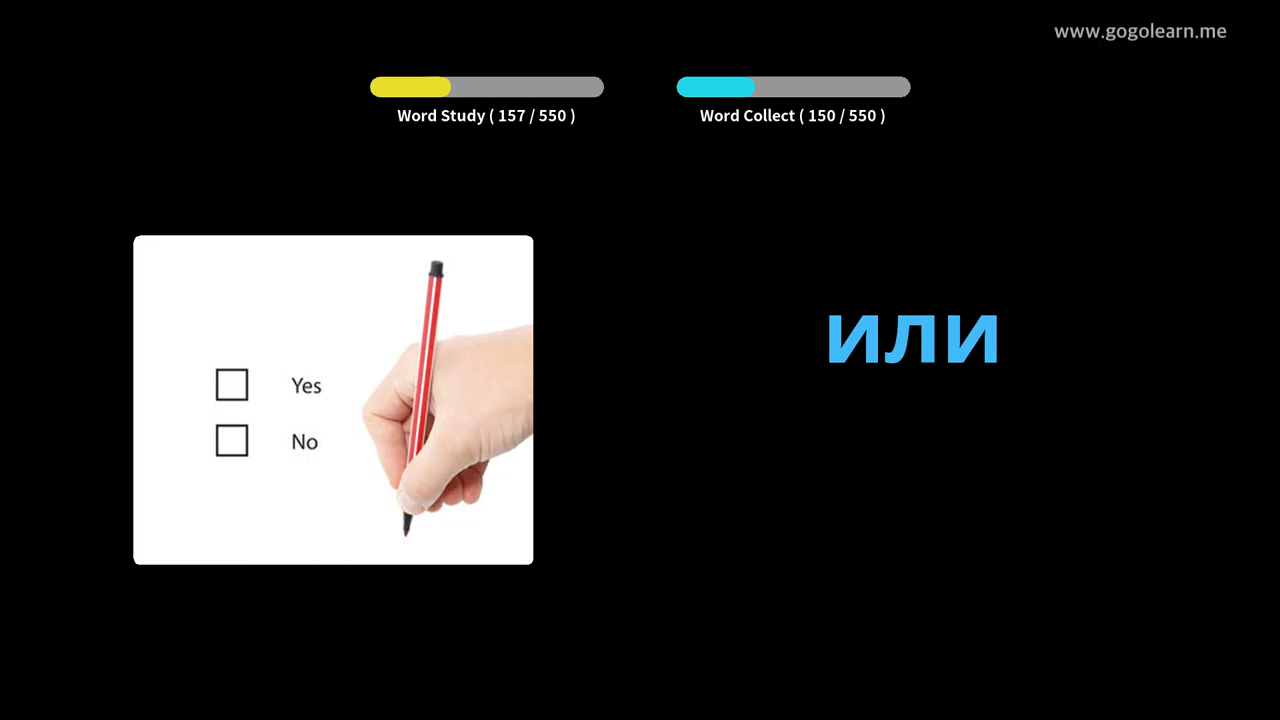 www.gogolearn.me
Word Study ( 157 / 550 )
Word Collect ( 150 / 550 )
или
Yes
No